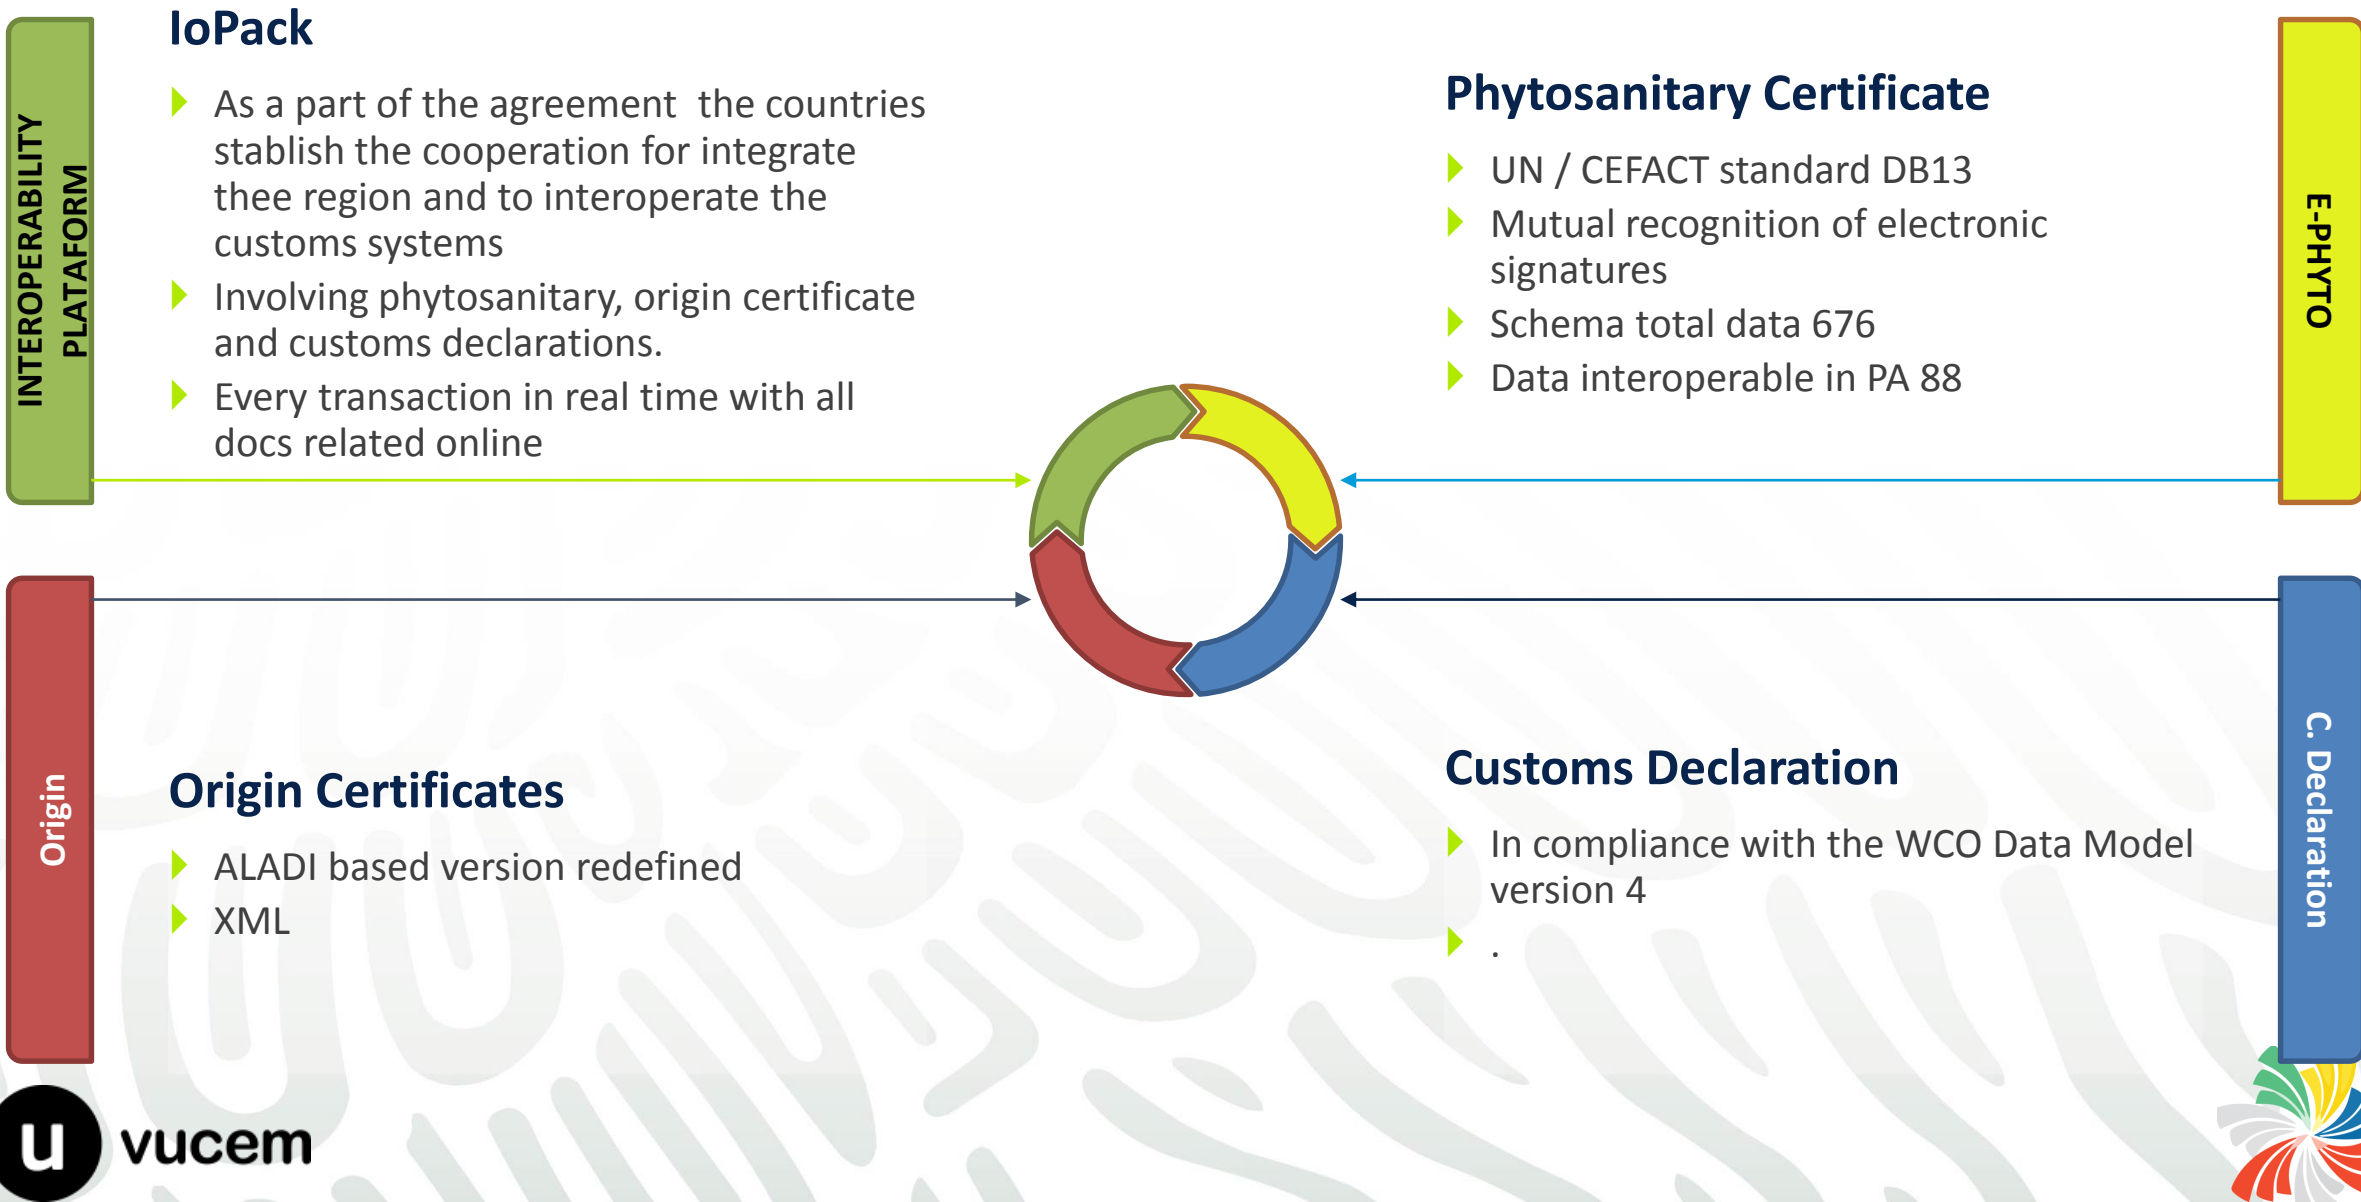 INTEROPERABILITY
PLATAFORM
IoPack
As a part of the agreement  the countries
stablish the cooperation for integrate
thee region and to interoperate the
customs systems
Involving phytosanitary, origin certificate
and customs declarations.
Every transaction in real time with all
docs related online
Phytosanitary Certificate
UN / CEFACT standard DB13
Mutual recognition of electronic
signatures
Schema total data 676
Data interoperable in PA 88
E-PHYTO
Origin
Origin Certificates
ALADI based version redefined
XML
Customs Declaration
In compliance with the WCO Data Model
version 4
.
C. Declaration
u vucem